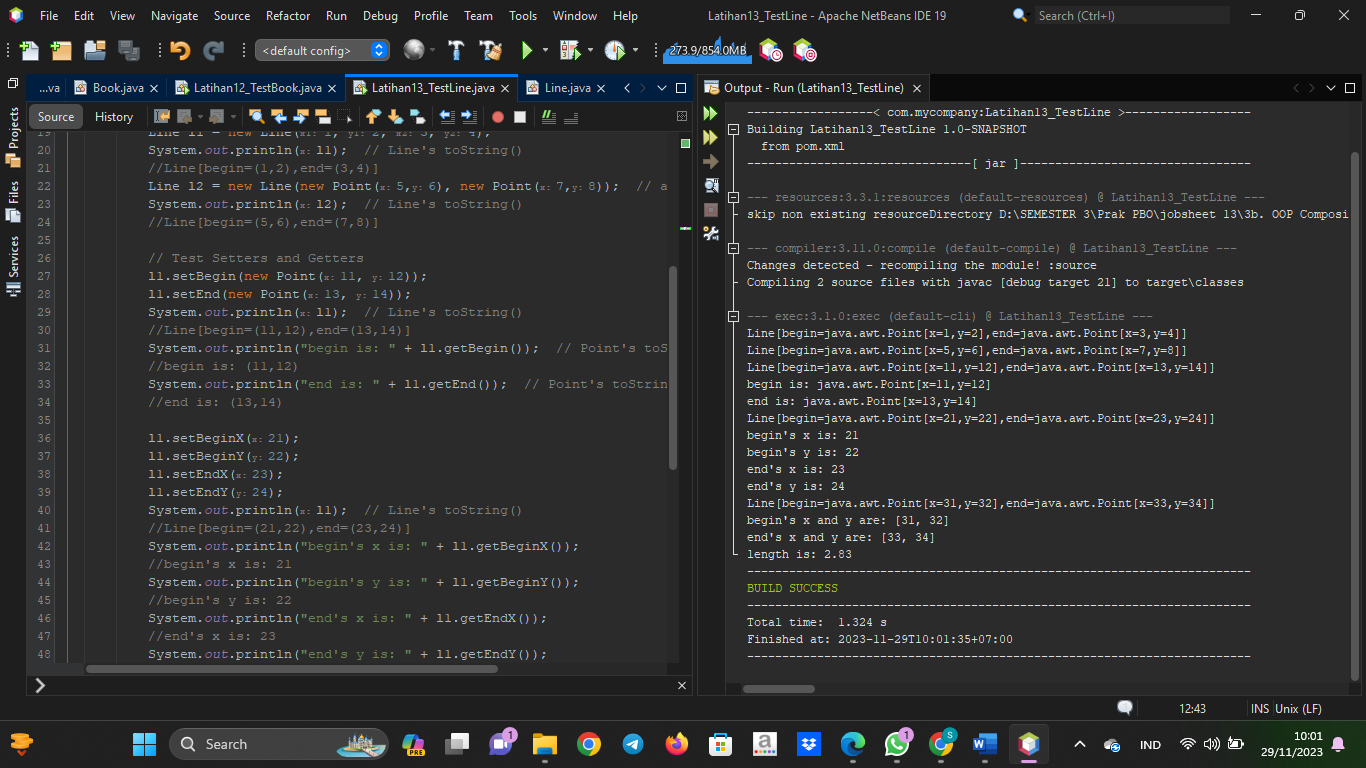 File Edit View Navigate Source Refactor Run Debug Profile Team Tools Window Help Latihan13_TestLine - Apache NetBeans IDE 19 Search (Ctrl+I)
<default config> 273.9/854.0MB
...va Book.java Latihan12_TestBook.java Latihan13_TestLine.java Line.java
Source History
Projects
Files
Services
19 Line l1 = new Line(x1: 1, y1: 2, x2: 3, y2: 4);
20 System.out.println(x: l1); // Line's toString()
21 //Line[begin=(1,2),end=(3,4)]
22 Line l2 = new Line(new Point(x: 5,y: 6), new Point(x: 7,y: 8)); // a
23 System.out.println(x: l2); // Line's toString()
24 //Line[begin=(5,6),end=(7,8)]
25
26 // Test Setters and Getters
27 l1.setBegin(new Point(x: 11, y: 12));
28 l1.setEnd(new Point(x: 13, y: 14));
29 System.out.println(x: l1); // Line's toString()
30 //Line[begin=(11,12),end=(13,14)]
31 System.out.println("begin is: " + l1.getBegin()); // Point's toS
32 //begin is: (11,12)
33 System.out.println("end is: " + l1.getEnd()); // Point's toStrin
34 //end is: (13,14)
35
36 l1.setBeginX(x: 21);
37 l1.setBeginY(y: 22);
38 l1.setEndX(x: 23);
39 l1.setEndY(y: 24);
40 System.out.println(x: l1); // Line's toString()
41 //Line[begin=(21,22),end=(23,24)]
42 System.out.println("begin's x is: " + l1.getBeginX());
43 //begin's x is: 21
44 System.out.println("begin's y is: " + l1.getBeginY());
45 //begin's y is: 22
46 System.out.println("end's x is: " + l1.getEndX());
47 //end's x is: 23
48 System.out.println("end's y is: " + l1.getEndY());
Output - Run (Latihan13_TestLine)
------------------< com.mycompany:Latihan13_TestLine >------------------
Building Latihan13_TestLine 1.0-SNAPSHOT
from pom.xml
--------------------------------[ jar ]---------------------------------
--- resources:3.3.1:resources (default-resources) @ Latihan13_TestLine ---
skip non existing resourceDirectory D:\SEMESTER 3\Prak PBO\jobsheet 13\3b. OOP Composi
--- compiler:3.11.0:compile (default-compile) @ Latihan13_TestLine ---
Changes detected - recompiling the module! :source
Compiling 2 source files with javac [debug target 21] to target\classes
--- exec:3.1.0:exec (default-cli) @ Latihan13_TestLine ---
Line[begin=java.awt.Point[x=1,y=2],end=java.awt.Point[x=3,y=4]]
Line[begin=java.awt.Point[x=5,y=6],end=java.awt.Point[x=7,y=8]]
Line[begin=java.awt.Point[x=11,y=12],end=java.awt.Point[x=13,y=14]]
begin is: java.awt.Point[x=11,y=12]
end is: java.awt.Point[x=13,y=14]
Line[begin=java.awt.Point[x=21,y=22],end=java.awt.Point[x=23,y=24]]
begin's x is: 21
begin's y is: 22
end's x is: 23
end's y is: 24
Line[begin=java.awt.Point[x=31,y=32],end=java.awt.Point[x=33,y=34]]
begin's x and y are: [31, 32]
end's x and y are: [33, 34]
length is: 2.83
------------------------------------------------------------------------
BUILD SUCCESS
------------------------------------------------------------------------
Total time:  1.324 s
Finished at: 2023-11-29T10:01:35+07:00
------------------------------------------------------------------------
12:43 INS Unix (LF)
Search PRE 1 a 1 S W IND 10:01
29/11/2023